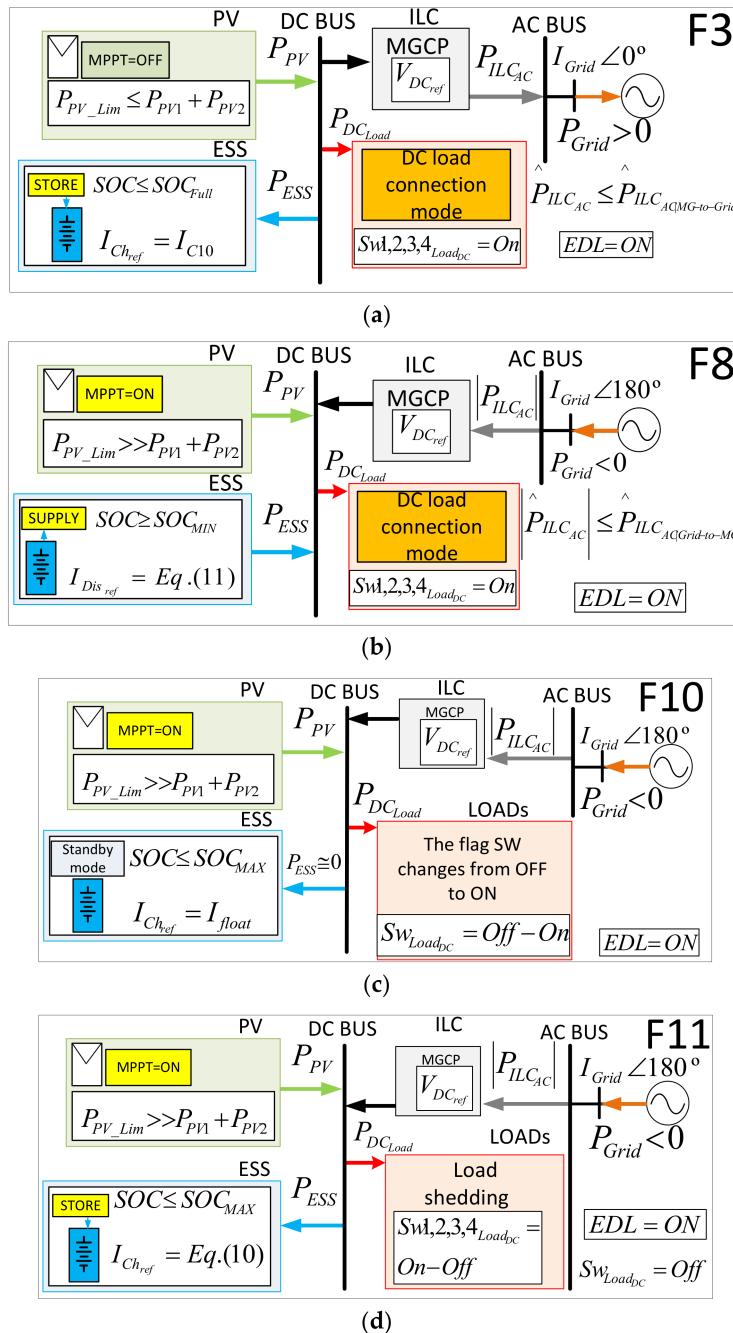 PV
DC BUS
ILC
AC BUS
F3
MPPT=OFF
P_PV
MGCP
V_DCref
P_ILC_AC
I_Grid ∠0º
P_PV_Lim ≤ P_PV1 + P_PV2
P_DC_Load
P_Grid > 0
ESS
STORE
SOC ≤ SOC_Full
I_Ch_ref = I_C10
P_ESS
DC load
connection
mode
Sw1,2,3,4_Load_DC = On
P̂_ILC_AC ≤ P̂_ILC_AC|MG-to-Grid
EDL = ON
(a)
PV
DC BUS
ILC
AC BUS
F8
MPPT=ON
P_PV
MGCP
V_DCref
|P_ILC_AC|
I_Grid ∠180º
P_PV_Lim >> P_PV1 + P_PV2
P_DC_Load
P_Grid < 0
ESS
SUPPLY
SOC ≥ SOC_MIN
I_Dis_ref = Eq.(11)
P_ESS
DC load
connection
mode
Sw1,2,3,4_Load_DC = On
|P̂_ILC_AC| ≤ P̂_ILC_AC|Grid-to-MG
EDL = ON
(b)
PV
DC BUS
ILC
AC BUS
F10
MPPT=ON
P_PV
MGCP
V_DCref
|P_ILC_AC|
I_Grid ∠180º
P_PV_Lim >> P_PV1 + P_PV2
P_DC_Load
P_Grid < 0
ESS
LOADs
Standby
mode
SOC ≤ SOC_MAX
I_Ch_ref = I_float
P_ESS ≅ 0
The flag SW
changes from OFF
to ON
Sw_Load_DC = Off − On
EDL = ON
(c)
PV
DC BUS
ILC
AC BUS
F11
MPPT=ON
P_PV
MGCP
V_DCref
|P_ILC_AC|
I_Grid ∠180º
P_PV_Lim >> P_PV1 + P_PV2
P_DC_Load
LOADs
P_Grid < 0
ESS
STORE
SOC ≤ SOC_MAX
I_Ch_ref = Eq.(10)
P_ESS
Load
shedding
Sw1,2,3,4_Load_DC =
On−Off
EDL = ON
Sw_Load_DC = Off
(d)